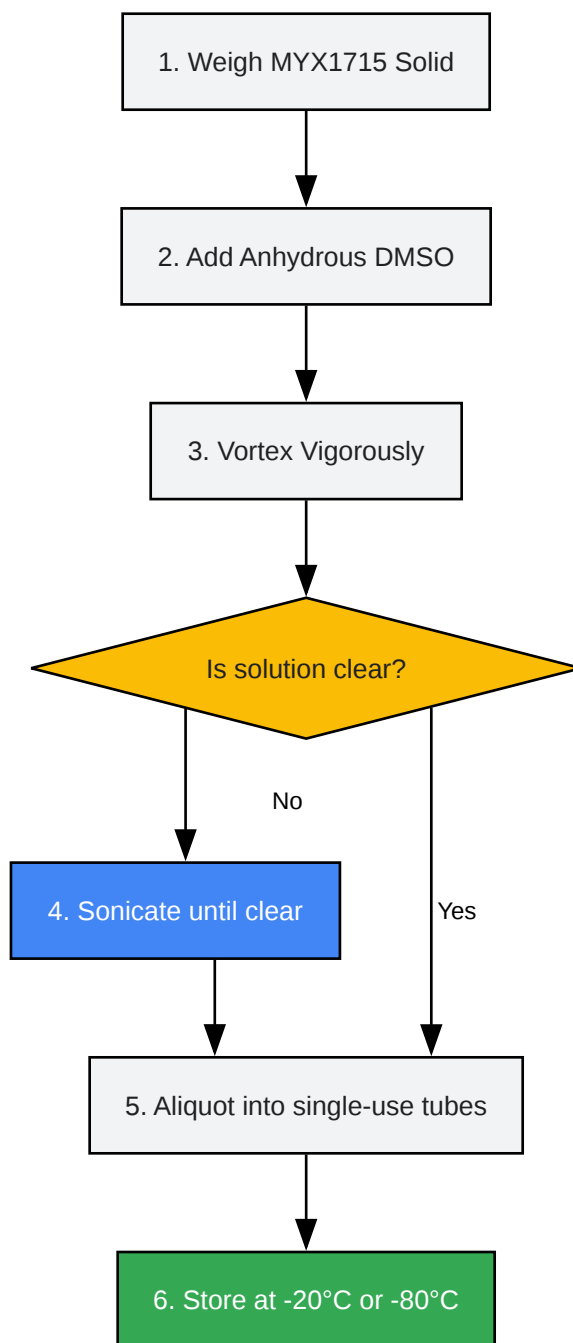 1. Weigh MYX1715 Solid
2. Add Anhydrous DMSO
3. Vortex Vigorously
Is solution clear?
No
4. Sonicate until clear
Yes
5. Aliquot into single-use tubes
6. Store at -20°C or -80°C